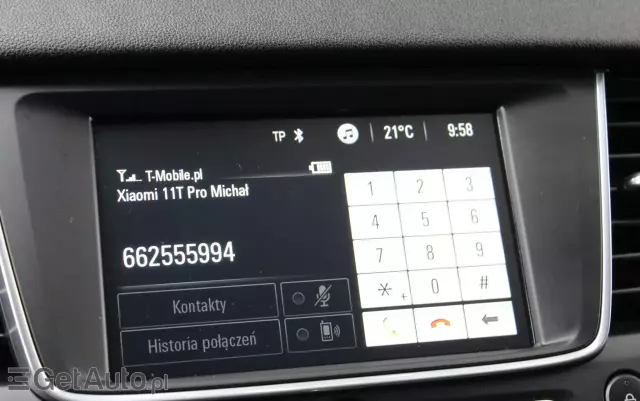 TP 21°C 9:58
T-Mobile.pl
Xiaomi 11T Pro Michał
662555994
1 2 3
4 5 6
7 8 9
* + 0 #
Kontakty
Historia połączeń
GetAuto.pl